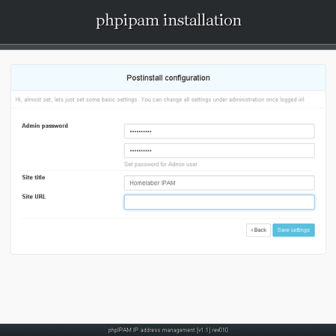 phpipam installation
Postinstall configuration
Hi, almost set, lets just set some basic settings. You can change all settings under administration once logged in!
Admin password
Set password for Admin user
Site title
Homelaber IPAM
Site URL
Back
Save settings
phpIPAM IP address management [v1.1] rev010